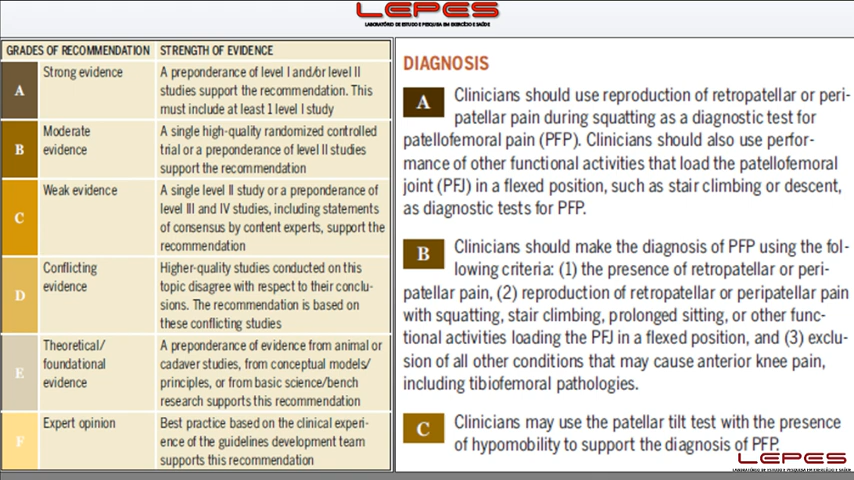 LEPES
LABORATÓRIO DE ESTUDO E PESQUISA EM EXERCÍCIO E SAÚDE
GRADES OF RECOMMENDATION STRENGTH OF EVIDENCE
A
Strong evidence
A preponderance of level I and/or level II
studies support the recommendation. This
must include at least 1 level I study
B
Moderate
evidence
A single high-quality randomized controlled
trial or a preponderance of level II studies
support the recommendation
C
Weak evidence
A single level II study or a preponderance of
level III and IV studies, including statements
of consensus by content experts, support the
recommendation
D
Conflicting
evidence
Higher-quality studies conducted on this
topic disagree with respect to their conclu-
sions. The recommendation is based on
these conflicting studies
E
Theoretical/
foundational
evidence
A preponderance of evidence from animal or
cadaver studies, from conceptual models/
principles, or from basic science/bench
research supports this recommendation
F
Expert opinion
Best practice based on the clinical experi-
ence of the guidelines development team
supports this recommendation
DIAGNOSIS
A Clinicians should use reproduction of retropatellar or peri-
patellar pain during squatting as a diagnostic test for
patellofemoral pain (PFP). Clinicians should also use perfor-
mance of other functional activities that load the patellofemoral
joint (PFJ) in a flexed position, such as stair climbing or descent,
as diagnostic tests for PFP.
B Clinicians should make the diagnosis of PFP using the fol-
lowing criteria: (1) the presence of retropatellar or peri-
patellar pain, (2) reproduction of retropatellar or peripatellar pain
with squatting, stair climbing, prolonged sitting, or other func-
tional activities loading the PFJ in a flexed position, and (3) exclu-
sion of all other conditions that may cause anterior knee pain,
including tibiofemoral pathologies.
C Clinicians may use the patellar tilt test with the presence
of hypomobility to support the diagnosis of PFP.
LEPES
LABORATÓRIO DE ESTUDO E PESQUISA EM EXERCÍCIO E SAÚDE